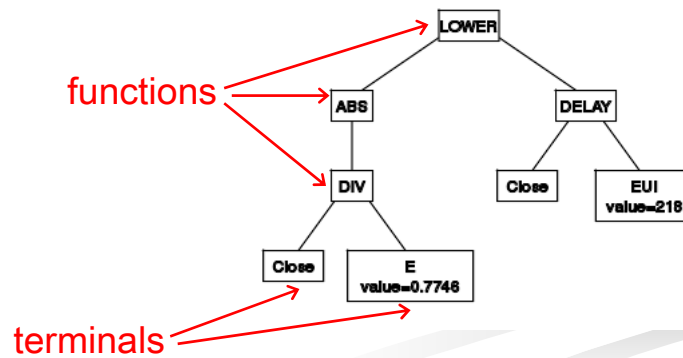 LOWER
functions
ABS
DELAY
DIV
Close
EUI
value=218
Close
E
value=0.7746
terminals